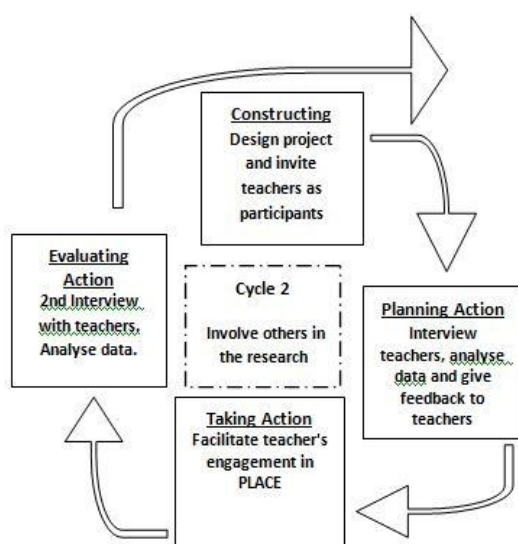 Constructing
Design project
and invite
teachers as
participants
Evaluating
Action
2nd Interview
with teachers.
Analyse data.
Cycle 2
Involve others in
the research
Planning Action
Interview
teachers, analyse
data and give
feedback to
teachers
Taking Action
Facilitate teacher's
engagement in
PLACE